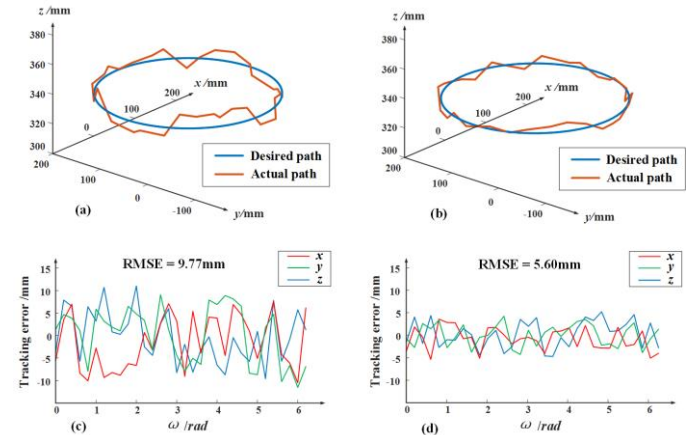 z /mm
380
360
340
320
300
200
100
0
-100
y/mm
0
100
200
x /mm
Desired path
Actual path
(a)
z /mm
380
360
340
320
300
200
100
0
-100
y/mm
0
100
200
x /mm
Desired path
Actual path
(b)
RMSE = 9.77mm
x
y
z
Tracking error /mm
15
10
5
0
-5
-10
0 1 2 3 4 5 6
(c)
ω /rad
RMSE = 5.60mm
x
y
z
Tracking error /mm
15
10
5
0
-5
-10
0 1 2 3 4 5 6
ω /rad
(d)